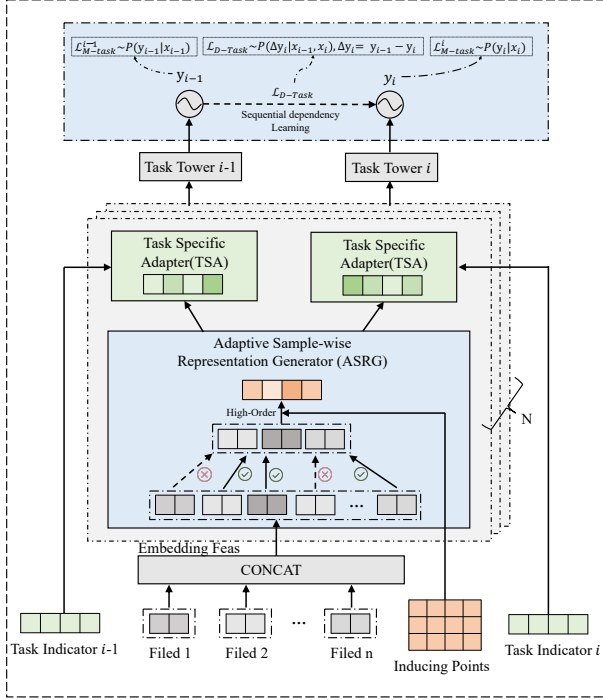 ℒ_{M-task}^{i-1}~P(y_{i-1}|x_{i-1})
ℒ_{D-Task}~P(Δy_i|x_{i-1}, x_i), Δy_i = y_{i-1} − y_i
ℒ_{M-task}^{i}~P(y_i|x_i)
y_{i-1}
ℒ_{D-Task}
y_i
Sequential dependency
Learning
Task Tower i-1
Task Tower i
Task Specific
Adapter(TSA)
Task Specific
Adapter(TSA)
Adaptive Sample-wise
Representation Generator (ASRG)
High-Order
N
...
Embedding Feas
CONCAT
...
Task Indicator i-1
Filed 1
Filed 2
Filed n
Inducing Points
Task Indicator i